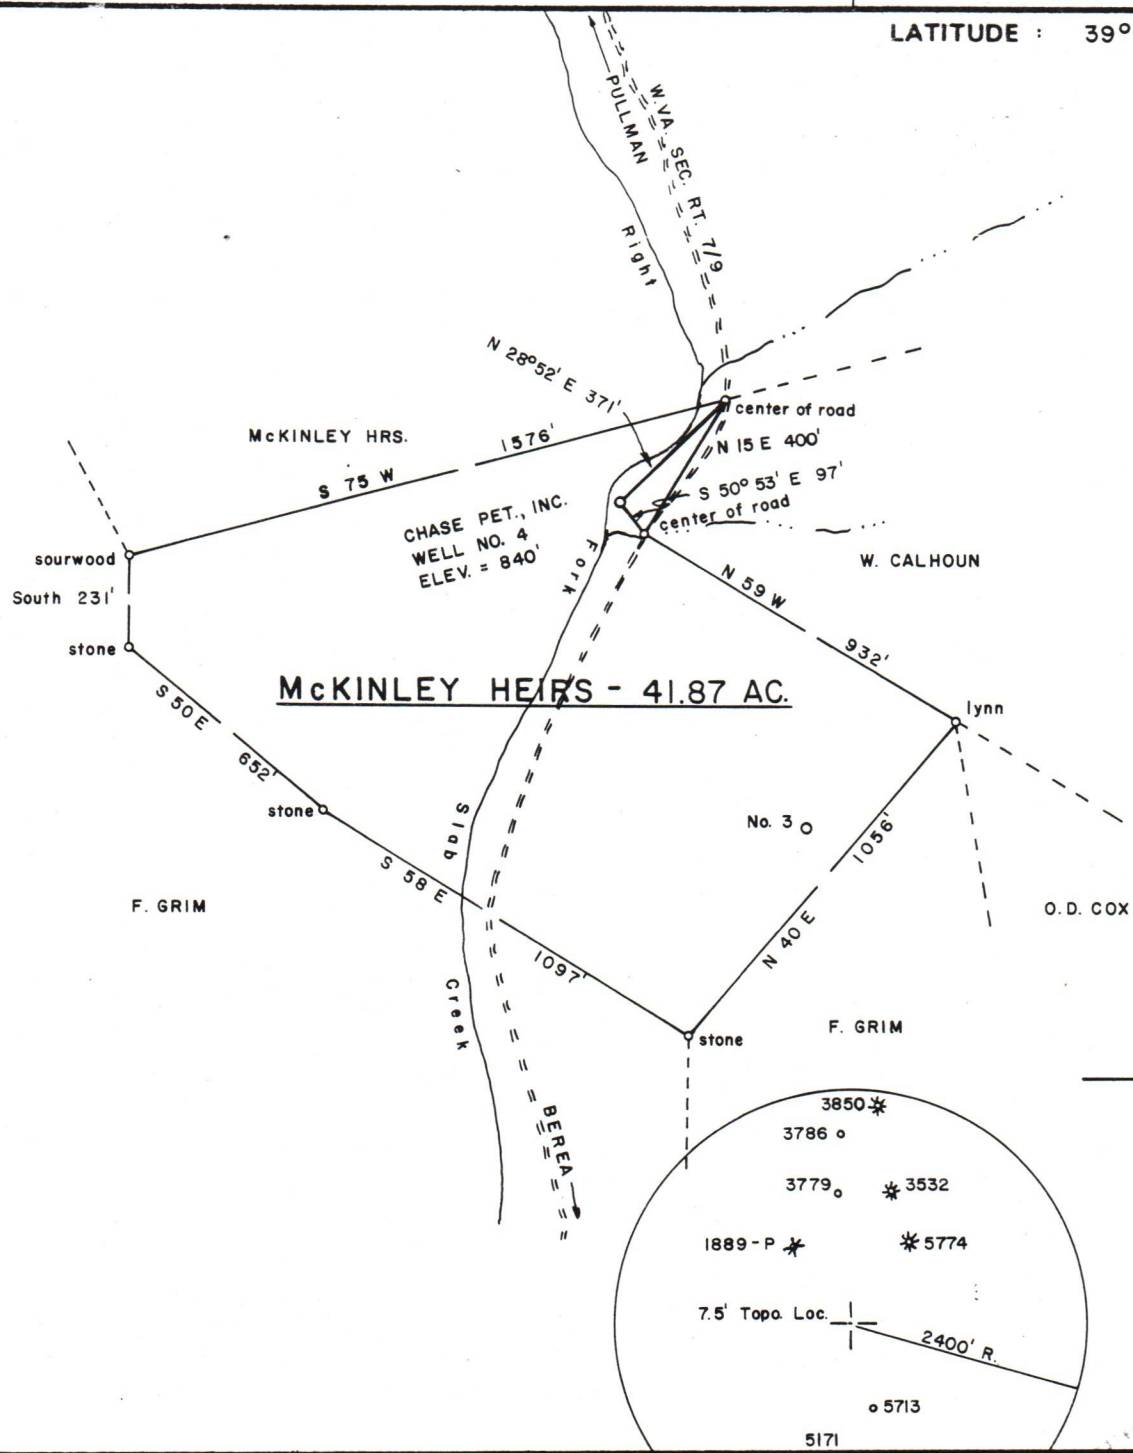 LATITUDE : 39°
PULLMAN
W. VA. SEC. RT. 7/9
Right
N 28°52' E 371'
center of road
McKINLEY HRS.
1576'
S 75 W
N 15 E 400'
S 50° 53' E 97'
center of road
CHASE PET., INC.
WELL NO. 4
ELEV. = 840'
sourwood
South 231'
stone
Fork
W. CALHOUN
N 59 W
932'
McKINLEY HEIRS - 41.87 AC.
lynn
S 50 E
652'
stone
Slab
No. 3
1056'
S 58 E
F. GRIM
O.D. COX
N 40 E
1097'
Creek
stone
F. GRIM
BEREA
3850
3786
3779
3532
1889-P
5774
7.5' Topo. Loc.
2400' R.
5713
5171